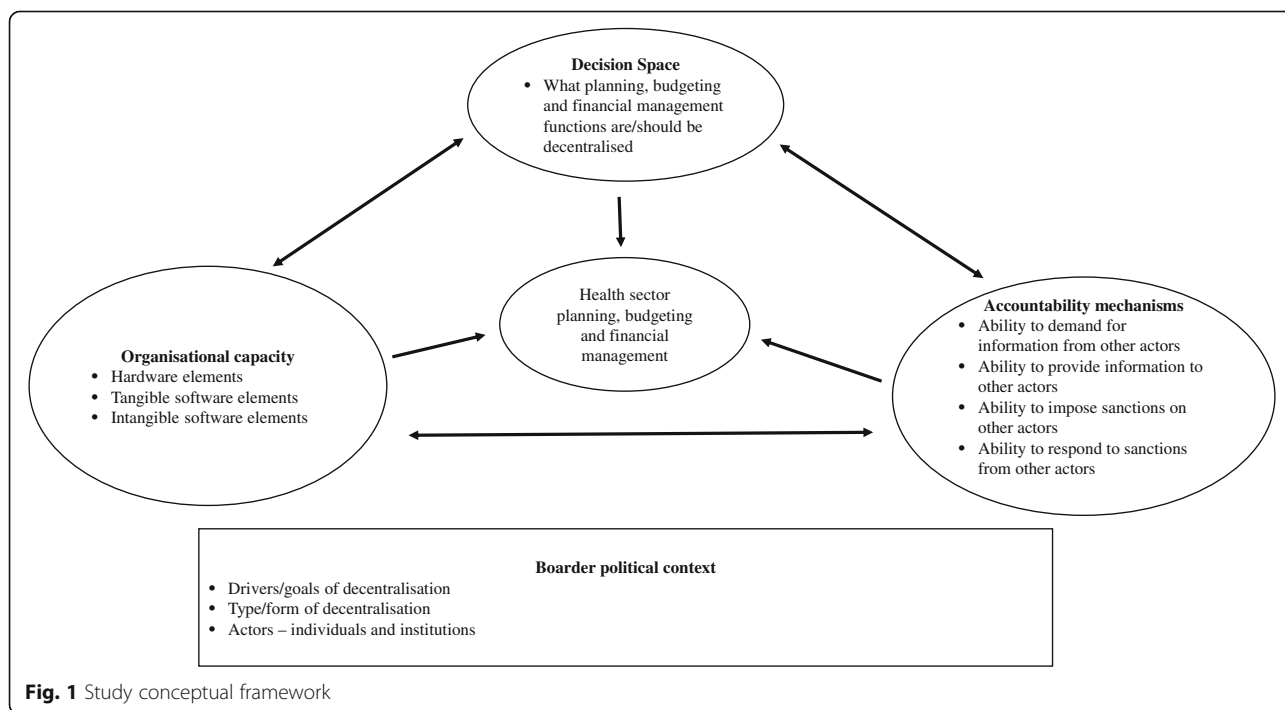 Decision Space
• What planning, budgeting
and financial management
functions are/should be
decentralised
Health sector
planning, budgeting
and financial
management
Organisational capacity
• Hardware elements
• Tangible software elements
• Intangible software elements
Accountability mechanisms
• Ability to demand for
information from other actors
• Ability to provide information to
other actors
• Ability to impose sanctions on
other actors
• Ability to respond to sanctions
from other actors
Boarder political context
• Drivers/goals of decentralisation
• Type/form of decentralisation
• Actors – individuals and institutions
Fig. 1 Study conceptual framework